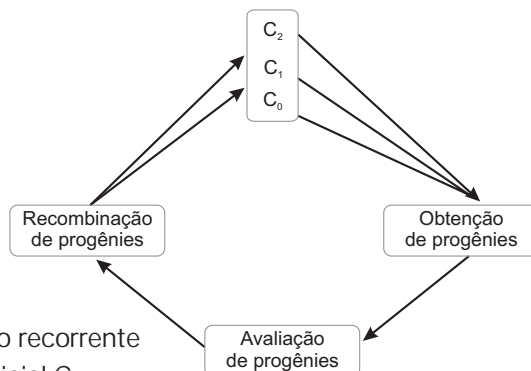 C₂
C₁
C₀
Recombinação
de progênies
Obtenção
de progênies
Avaliação
de progênies
o recorrente